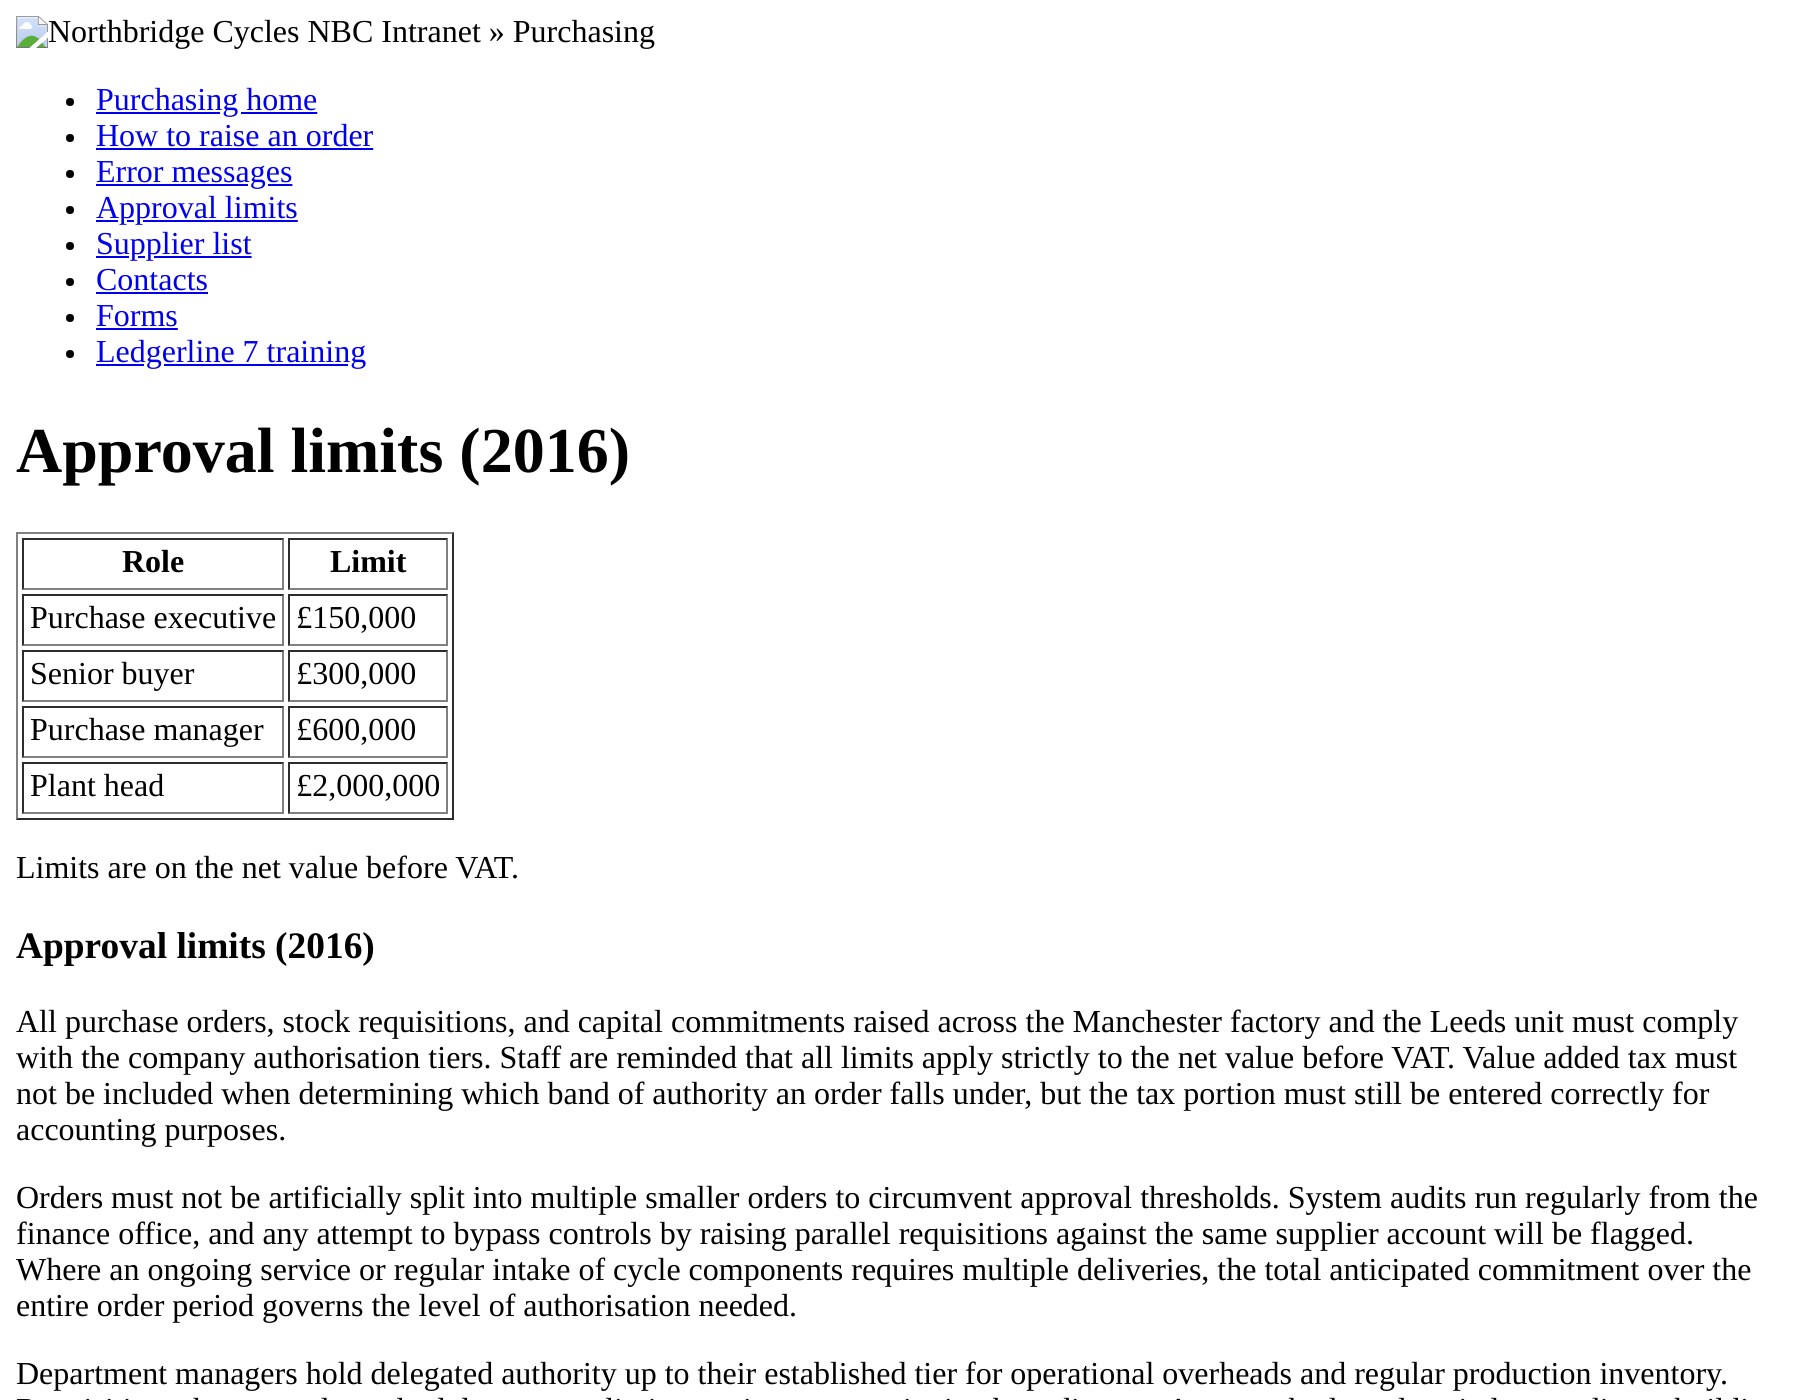 Northbridge Cycles NBC Intranet » Purchasing
Purchasing home
How to raise an order
Error messages
Approval limits
Supplier list
Contacts
Forms
Ledgerline 7 training
Approval limits (2016)
Role Limit
Purchase executive £150,000
Senior buyer £300,000
Purchase manager £600,000
Plant head £2,000,000
Limits are on the net value before VAT.
Approval limits (2016)
All purchase orders, stock requisitions, and capital commitments raised across the Manchester factory and the Leeds unit must comply
with the company authorisation tiers. Staff are reminded that all limits apply strictly to the net value before VAT. Value added tax must
not be included when determining which band of authority an order falls under, but the tax portion must still be entered correctly for
accounting purposes.
Orders must not be artificially split into multiple smaller orders to circumvent approval thresholds. System audits run regularly from the
finance office, and any attempt to bypass controls by raising parallel requisitions against the same supplier account will be flagged.
Where an ongoing service or regular intake of cycle components requires multiple deliveries, the total anticipated commitment over the
entire order period governs the level of authorisation needed.
Department managers hold delegated authority up to their established tier for operational overheads and regular production inventory.